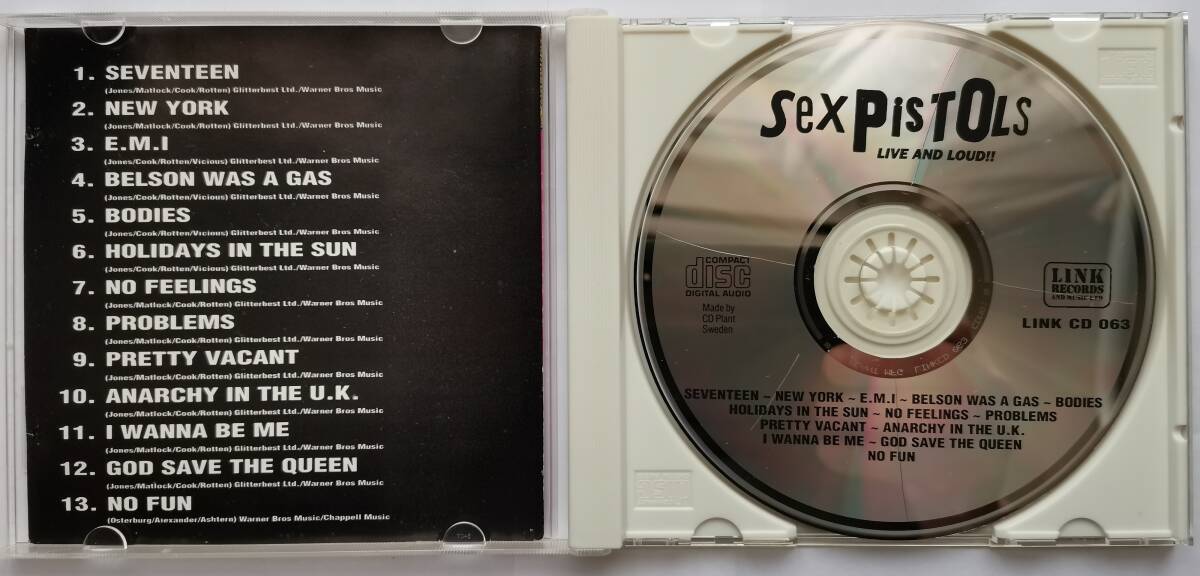 1. SEVENTEEN
(Jones/Matlock/Cook/Rotten) Glitterbest Ltd./Warner Bros Music
2. NEW YORK
(Jones/Matlock/Cook/Rotten) Glitterbest Ltd./Warner Bros Music
3. E.M.I
(Jones/Cook/Rotten/Vicious) Glitterbest Ltd./Warner Bros Music
4. BELSON WAS A GAS
(Jones/Cook/Rotten/Vicious) Glitterbest Ltd./Warner Bros Music
5. BODIES
(Jones/Cook/Rotten/Vicious) Glitterbest Ltd./Warner Bros Music
6. HOLIDAYS IN THE SUN
(Jones/Cook/Rotten/Vicious) Glitterbest Ltd./Warner Bros Music
7. NO FEELINGS
(Jones/Matlock/Cook/Rotten) Glitterbest Ltd./Warner Bros Music
8. PROBLEMS
(Jones/Matlock/Cook/Rotten) Glitterbest Ltd./Warner Bros Music
9. PRETTY VACANT
(Jones/Matlock/Cook/Rotten) Glitterbest Ltd./Warner Bros Music
10. ANARCHY IN THE U.K.
(Jones/Matlock/Cook/Rotten) Glitterbest Ltd./Warner Bros Music
11. I WANNA BE ME
(Jones/Matlock/Cook/Rotten) Glitterbest Ltd./Warner Bros Music
12. GOD SAVE THE QUEEN
(Jones/Matlock/Cook/Rotten) Glitterbest Ltd./Warner Bros Music
13. NO FUN
(Osterburg/Alexander/Ashtern) Warner Bros Music/Chappell Music
SexPisTOLs
LIVE AND LOUD!!
COMPACT
disc
DIGITAL AUDIO
Made by
CD Plant
Sweden
LINK
RECORDS
AND MUSIC LTD
LINK CD 063
SEVENTEEN ~ NEW YORK ~ E.M.I ~ BELSON WAS A GAS ~ BODIES
HOLIDAYS IN THE SUN ~ NO FEELINGS ~ PROBLEMS
PRETTY VACANT ~ ANARCHY IN THE U.K.
I WANNA BE ME ~ GOD SAVE THE QUEEN
NO FUN